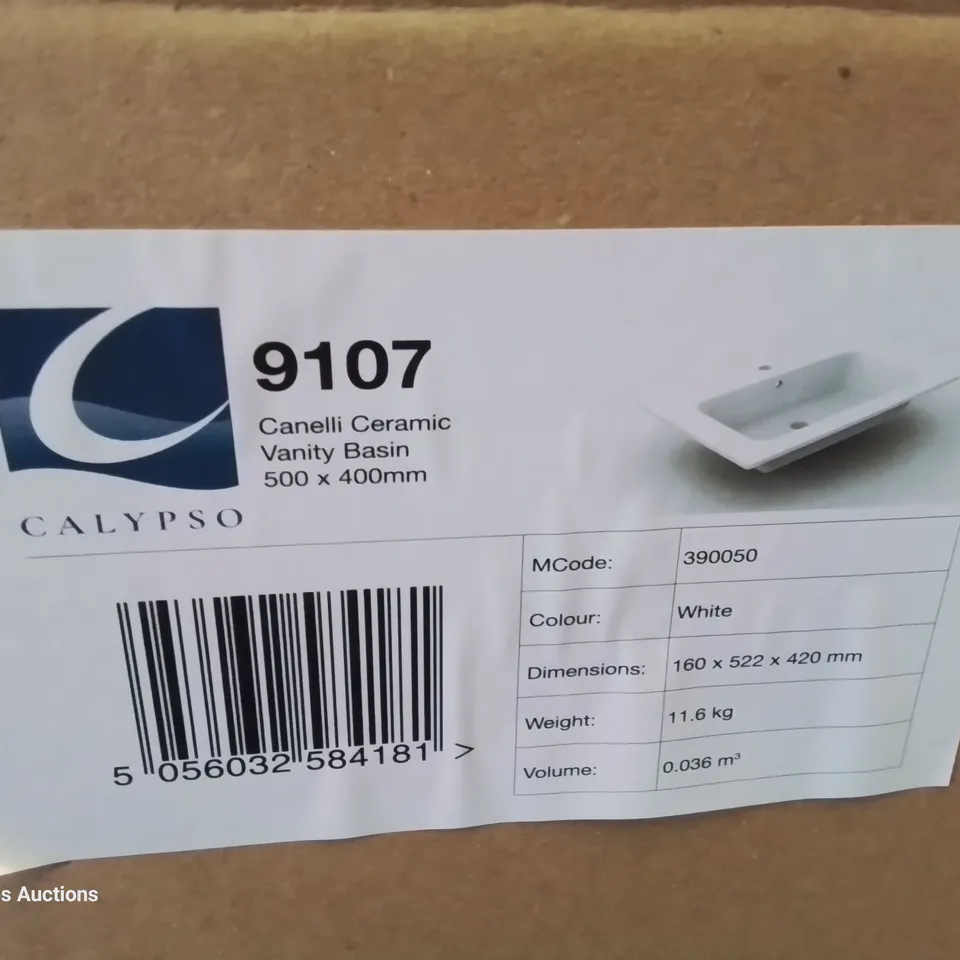 9107
Canelli Ceramic
Vanity Basin
500 x 400mm
CALYPSO
MCode: 390050
Colour: White
Dimensions: 160 x 522 x 420 mm
Weight: 11.6 kg
Volume: 0.036 m³
5 056032 584181 >
s Auctions